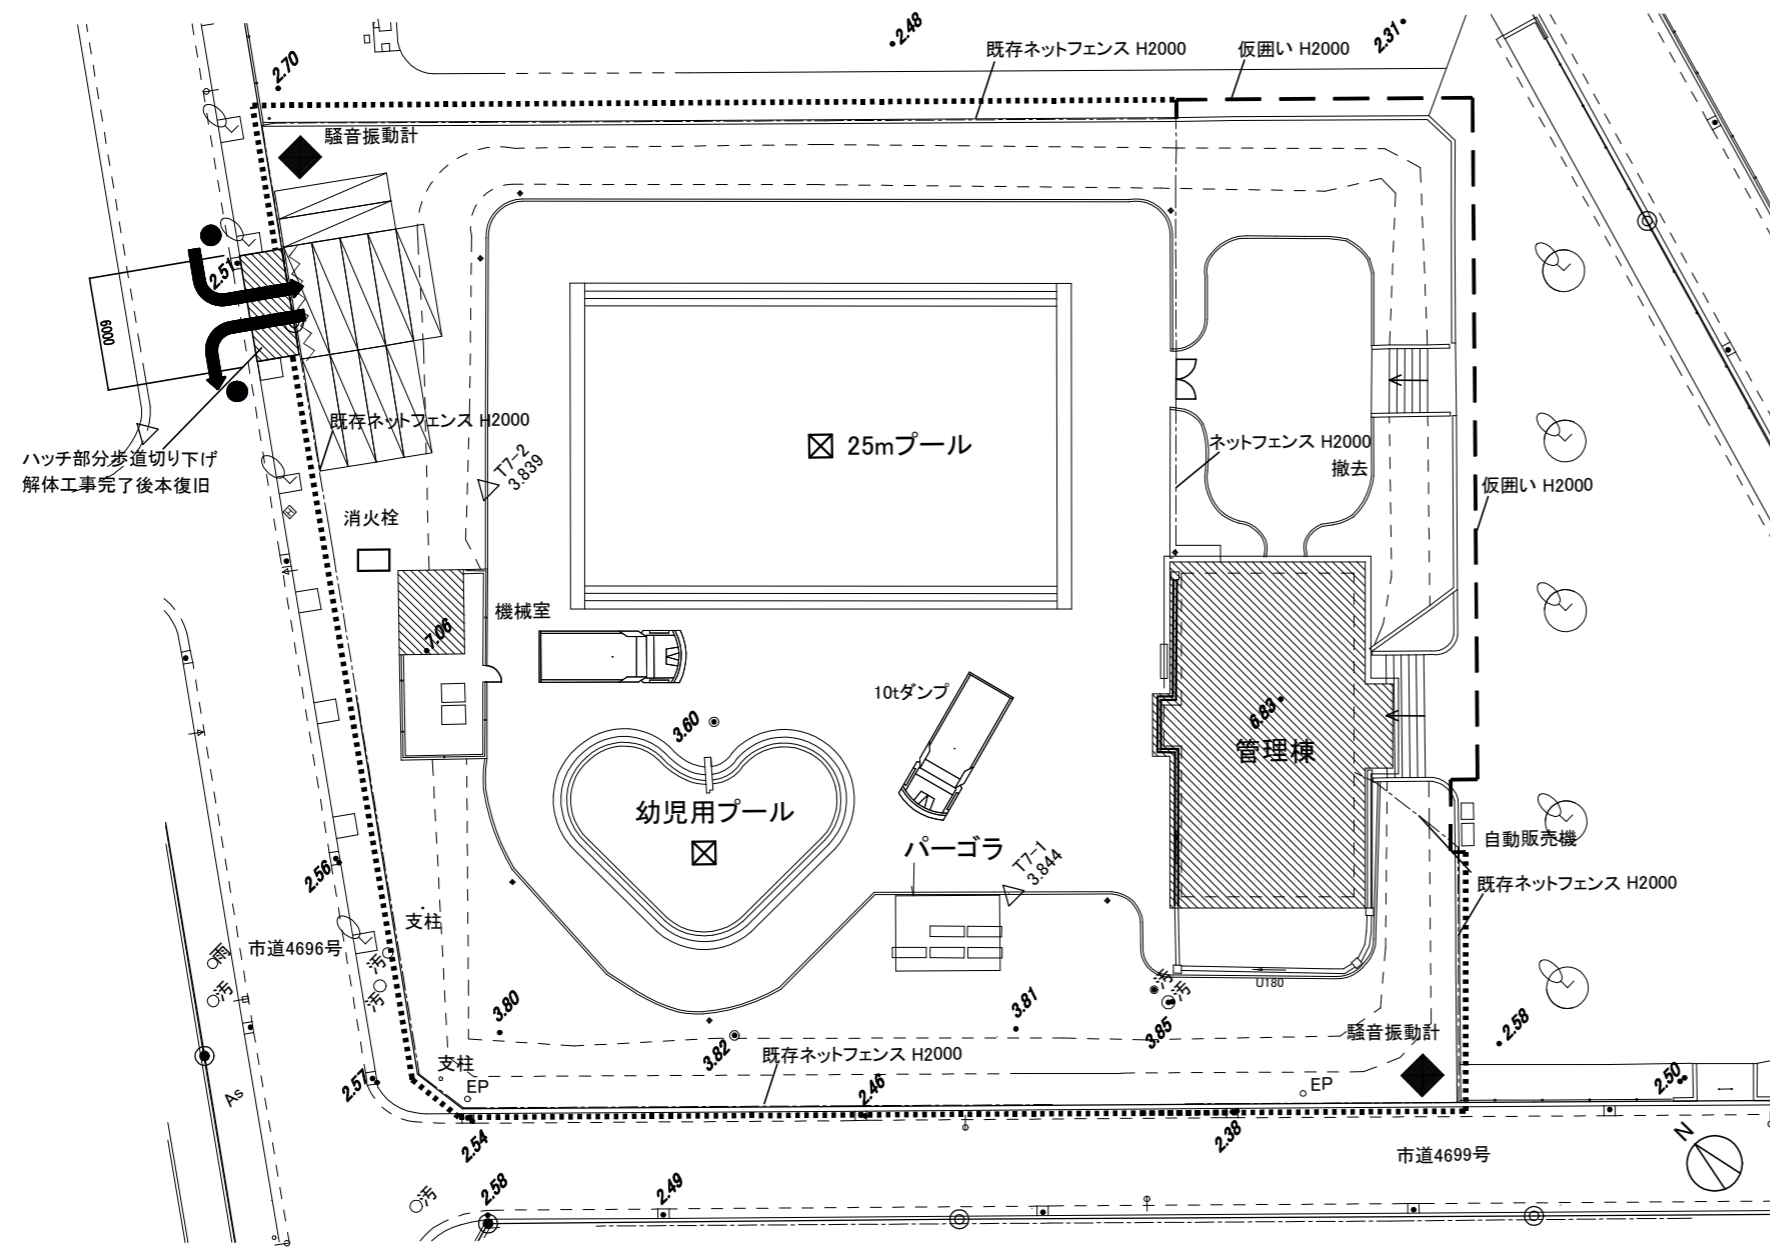 2.48
2.31
既存ネットフェンス H2000
仮囲い H2000
2.70
騒音振動計
2.51
6000
既存ネットフェンス H2000
ハッチ部分歩道切り下げ
解体工事完了後本復旧
T7-2
3.839
25mプール
ネットフェンス H2000
撤去
仮囲い H2000
消火栓
機械室
7.06
10tダンプ
3.60
6.83
管理棟
幼児用プール
パーゴラ
T7-1
3.844
自動販売機
既存ネットフェンス H2000
2.56
支柱
市道4696号
雨
汚
汚
汚
汚
汚
U180
3.80
3.81
3.82
3.85
騒音振動計
2.58
支柱
EP
既存ネットフェンス H2000
2.46
EP
2.50
2.57
As
2.54
2.38
市道4699号
N
汚
2.58
2.49
H